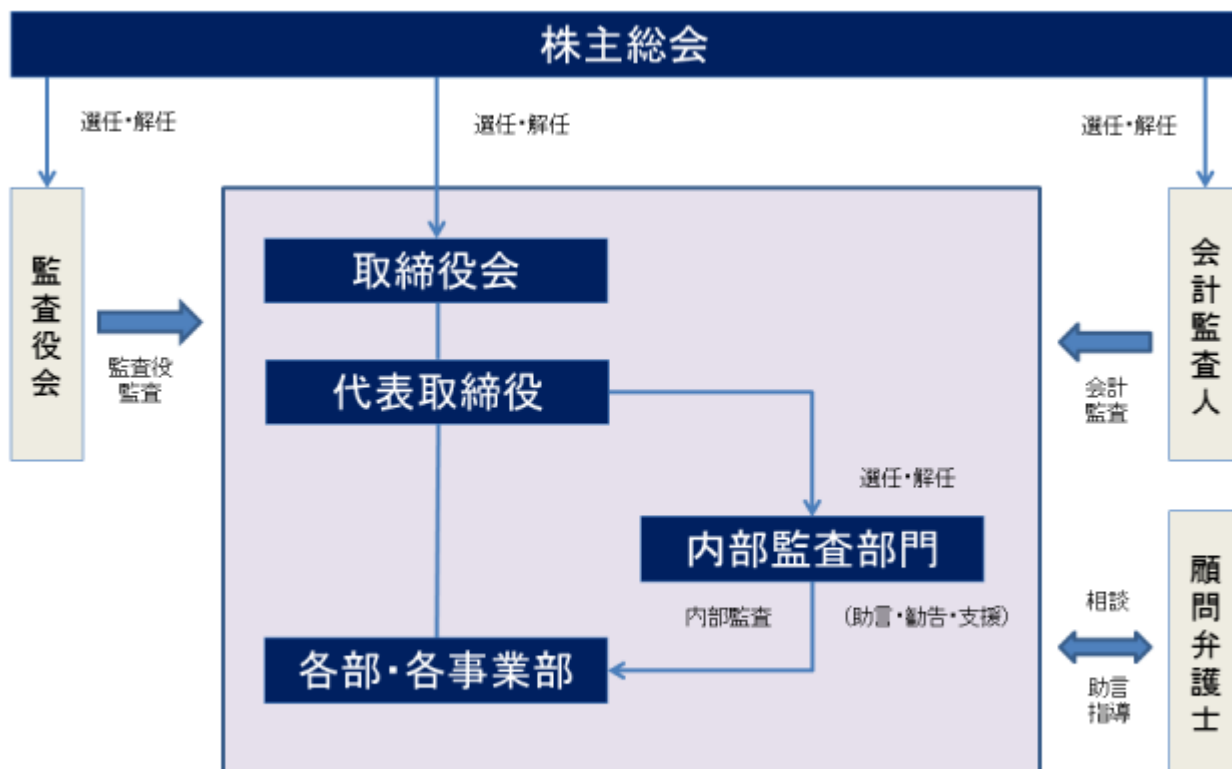 株主総会
選任・解任
選任・解任
選任・解任
監査役会
監査役
監査
取締役会
代表取締役
会計監査人
会計
監査
選任・解任
内部監査部門
内部監査
(助言・勧告・支援)
各部・各事業部
相談
助言
指導
顧問弁護士